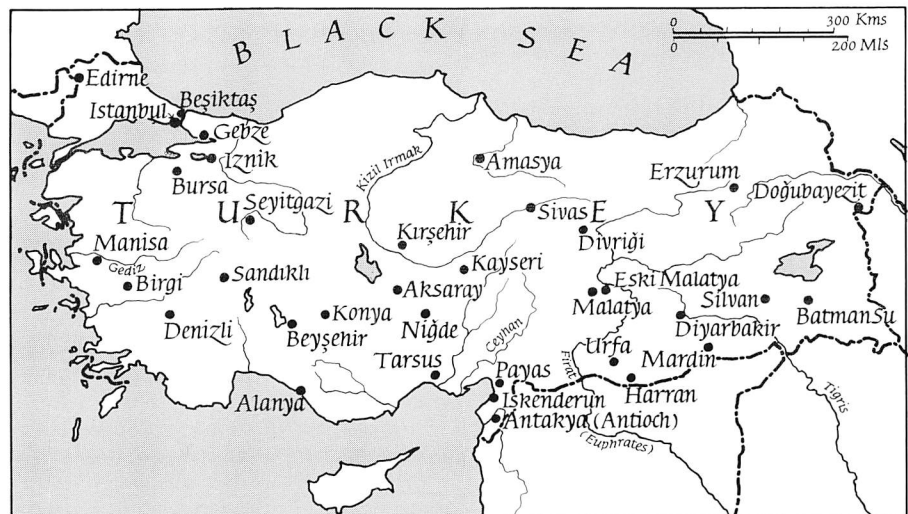 BLACK SEA
0 300 Kms
0 200 Mls
Edirne
Beşiktaş
Istanbul
Gebze
Iznik
Bursa
Kizil Irmak
Amasya
Erzurum
Doğubayezit
TURKEY
Seyitgazi
Sivas
Divriği
Kırşehir
Manisa
Gediz
Birgi
Sandıklı
Kayseri
Aksaray
Eski Malatya
Malatya
Silvan
BatmanSu
Denizli
Konya
Beyşehir
Niğde
Ceyhan
Diyarbakir
Tarsus
Urfa
Mardin
Firat
Payas
Harran
Tigris
Alanya
Iskenderun
Antakya (Antioch)
(Euphrates)